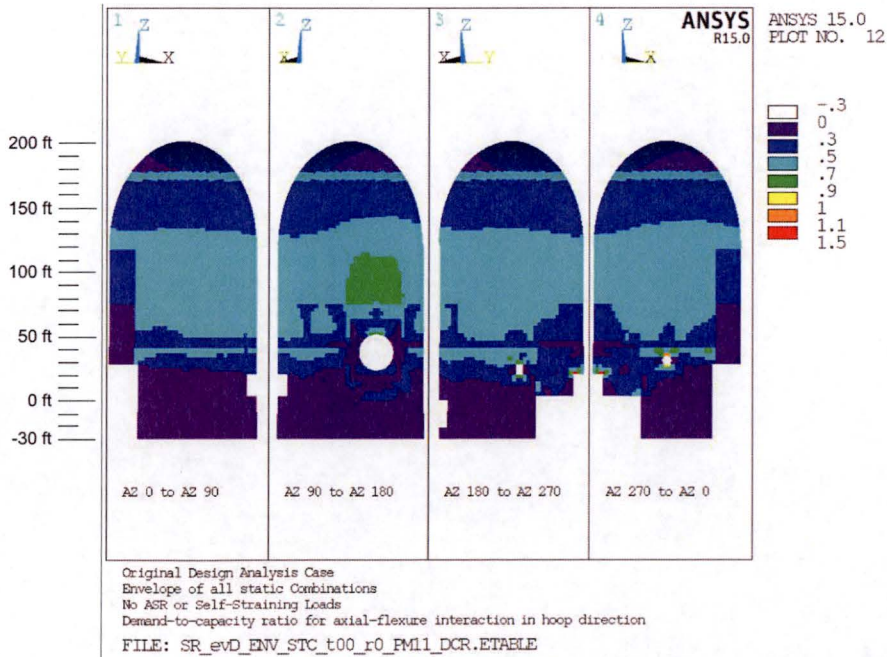 1
2
3
4
ANSYS
R15.0
Z
Y
X
Z
X
Z
X
Y
Z
X
ANSYS 15.0
PLOT NO. 12
-.3
0
.3
.5
.7
.9
1
1.1
1.5
200 ft
150 ft
100 ft
50 ft
0 ft
-30 ft
AZ 0 to AZ 90
AZ 90 to AZ 180
AZ 180 to AZ 270
AZ 270 to AZ 0
Original Design Analysis Case
Envelope of all static Combinations
No ASR or Self-Straining Loads
Demand-to-capacity ratio for axial-flexure interaction in hoop direction
FILE: SR_evD_ENV_STC_t00_r0_PM11_DCR.ETABLE